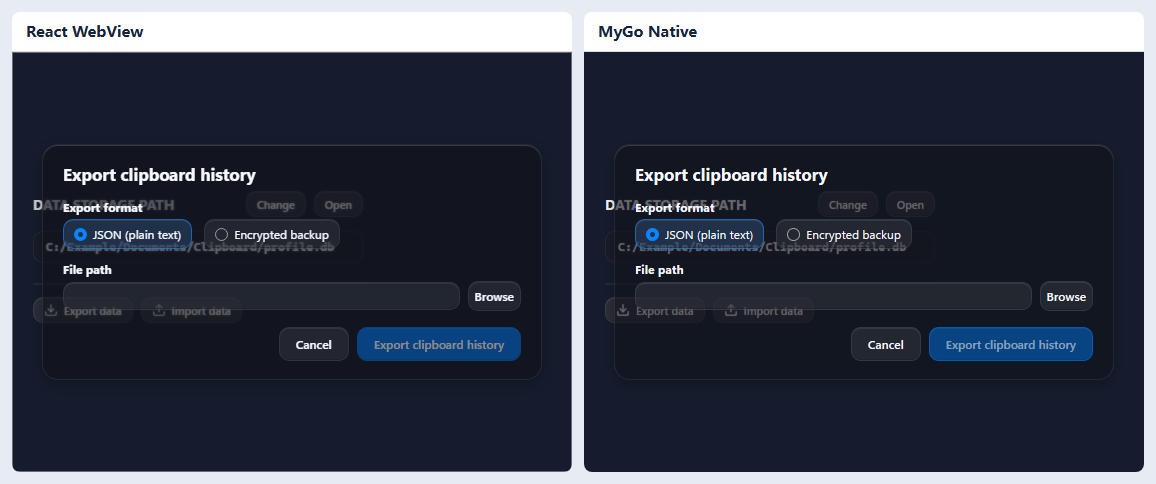 React WebView
Export clipboard history
DATA STORAGE PATH
Change
Open
Export format
JSON (plain text)
Encrypted backup
C:/Example/Documents/Clipboard/profile.db
File path
Browse
Export data
Import data
Cancel
Export clipboard history
MyGo Native
Export clipboard history
DATA STORAGE PATH
Change
Open
Export format
JSON (plain text)
Encrypted backup
C:/Example/Documents/Clipboard/profile.db
File path
Browse
Export data
Import data
Cancel
Export clipboard history